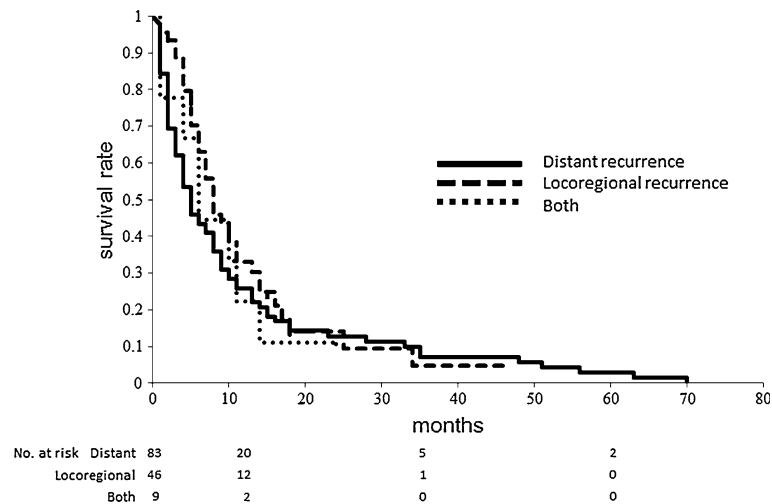 1
0.9
0.8
0.7
0.6
0.5
0.4
0.3
0.2
0.1
0
survival rate
Distant recurrence
Locoregional recurrence
Both
0 10 20 30 40 50 60 70 80
months
No. at risk Distant 83 20 5 2
Locoregional 46 12 1 0
Both 9 2 0 0